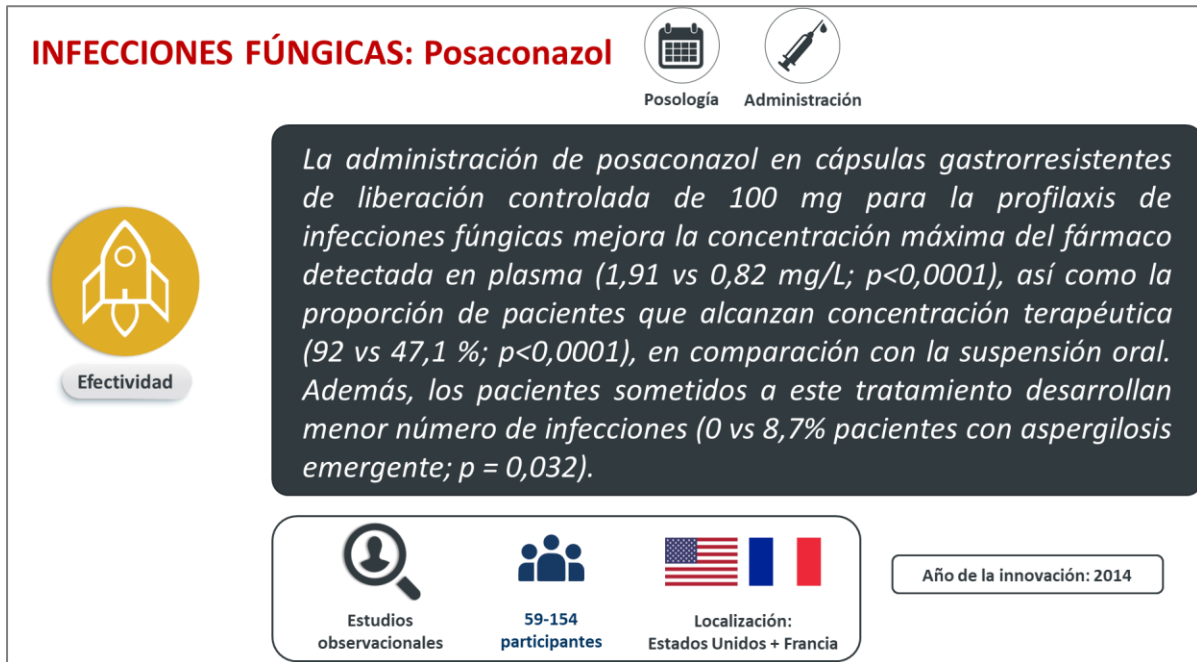 INFECCIONES FÚNGICAS: Posaconazol
Posología
Administración
La administración de posaconazol en cápsulas gastrorresistentes
de liberación controlada de 100 mg para la profilaxis de
infecciones fúngicas mejora la concentración máxima del fármaco
detectada en plasma (1,91 vs 0,82 mg/L; p<0,0001), así como la
proporción de pacientes que alcanzan concentración terapéutica
(92 vs 47,1 %; p<0,0001), en comparación con la suspensión oral.
Además, los pacientes sometidos a este tratamiento desarrollan
menor número de infecciones (0 vs 8,7% pacientes con aspergilosis
emergente; p = 0,032).
Efectividad
Estudios
observacionales
59-154
participantes
Localización:
Estados Unidos + Francia
Año de la innovación: 2014